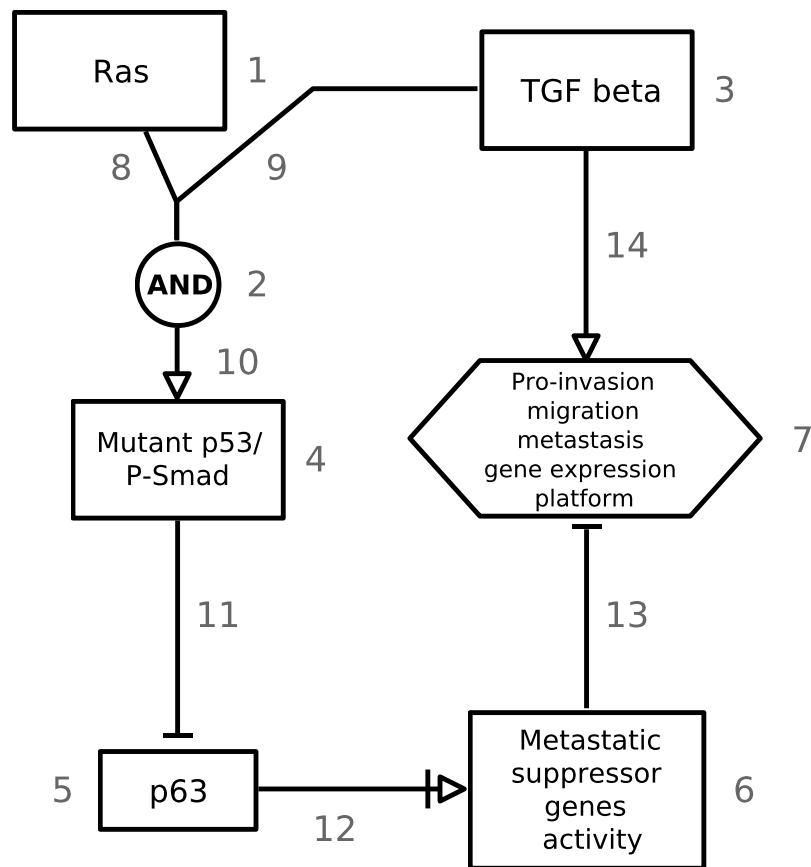 Ras
1
TGF beta
3
8
9
14
AND
2
10
Mutant p53/
P-Smad
4
Pro-invasion
migration
metastasis
gene expression
platform
7
11
13
5
p63
12
Metastatic
suppressor
genes
activity
6